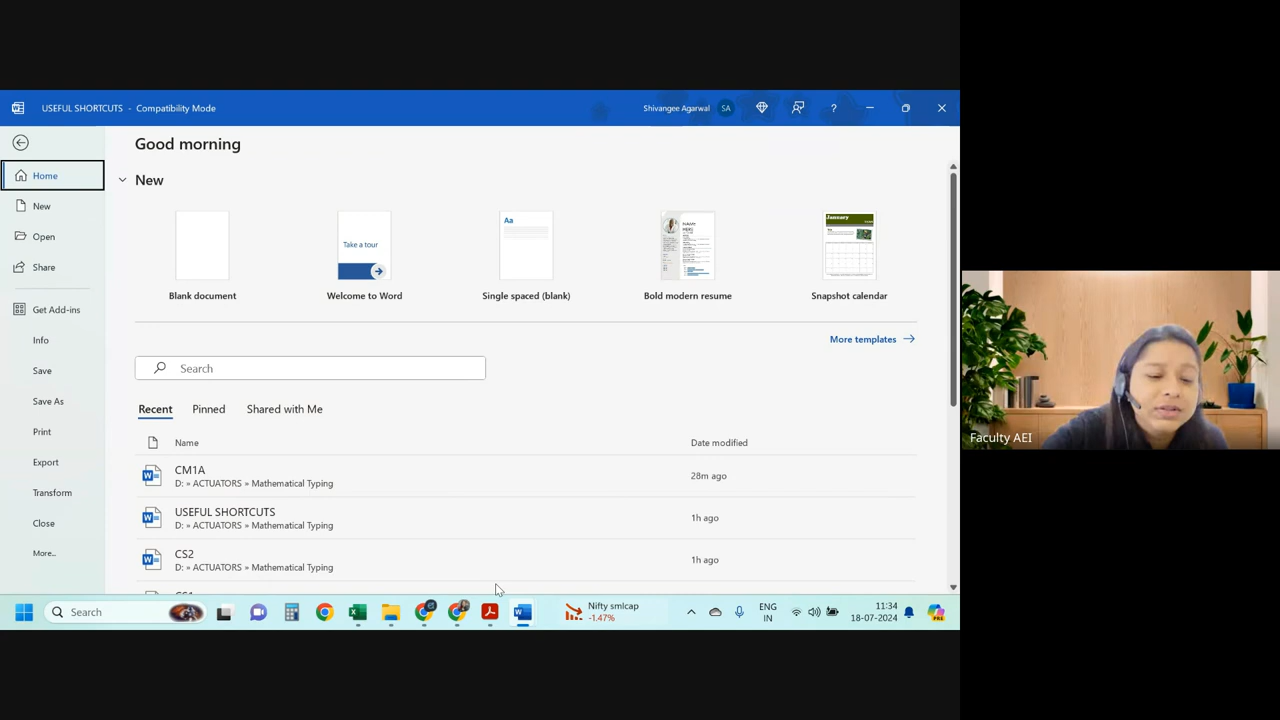 USEFUL SHORTCUTS - Compatibility Mode
Shivangee Agarwal SA
?
Good morning
Home
New
New
Open
Share
Get Add-ins
Info
Save
Save As
Print
Export
Transform
Close
More...
Aa
Take a tour
January
Blank document
Welcome to Word
Single spaced (blank)
Bold modern resume
Snapshot calendar
More templates
Search
Recent
Pinned
Shared with Me
Name
Date modified
CM1A
D: » ACTUATORS » Mathematical Typing
28m ago
USEFUL SHORTCUTS
D: » ACTUATORS » Mathematical Typing
1h ago
CS2
D: » ACTUATORS » Mathematical Typing
1h ago
Faculty AEI
Search
Nifty smlcap
-1.47%
ENG
IN
11:34
18-07-2024